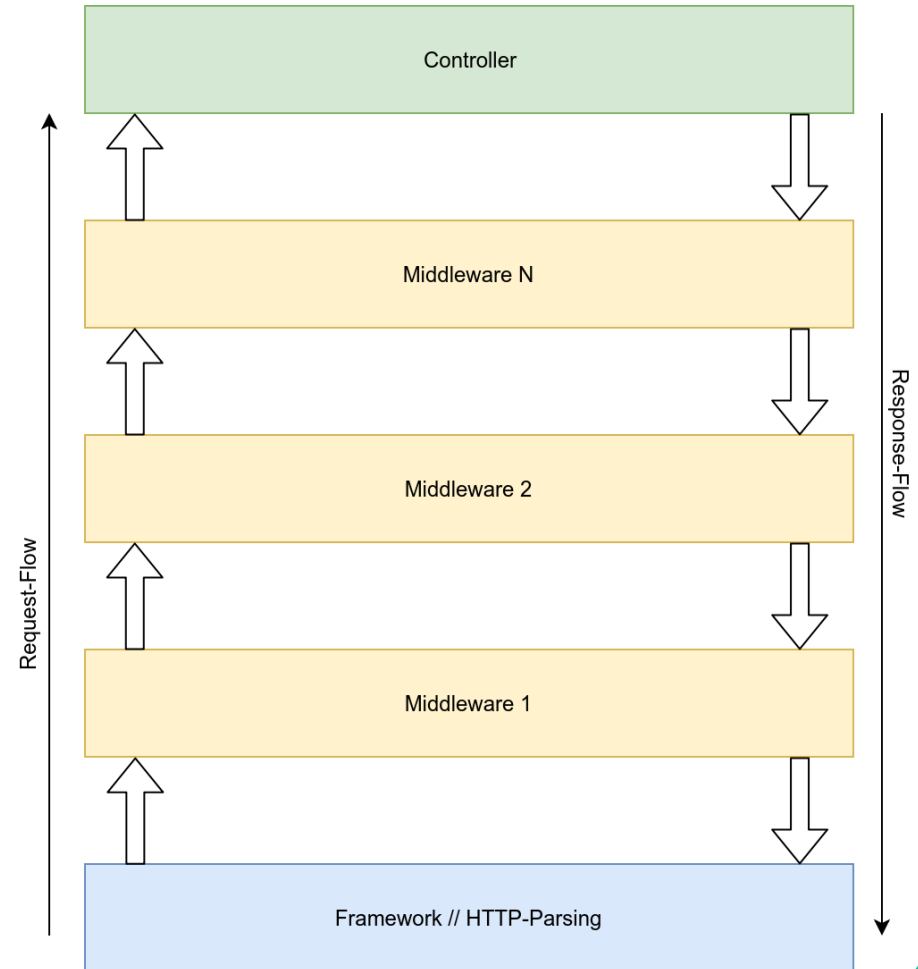 Controller
Middleware N
Response-Flow
Middleware 2
Request-Flow
Middleware 1
Framework // HTTP-Parsing